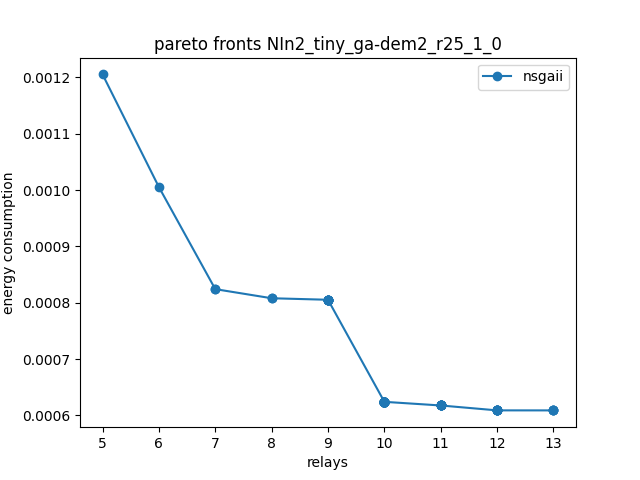 pareto fronts NIn2_tiny_ga-dem2_r25_1_0
nsgaii
energy consumption
0.0012
0.0011
0.0010
0.0009
0.0008
0.0007
0.0006
5 6 7 8 9 10 11 12 13
relays